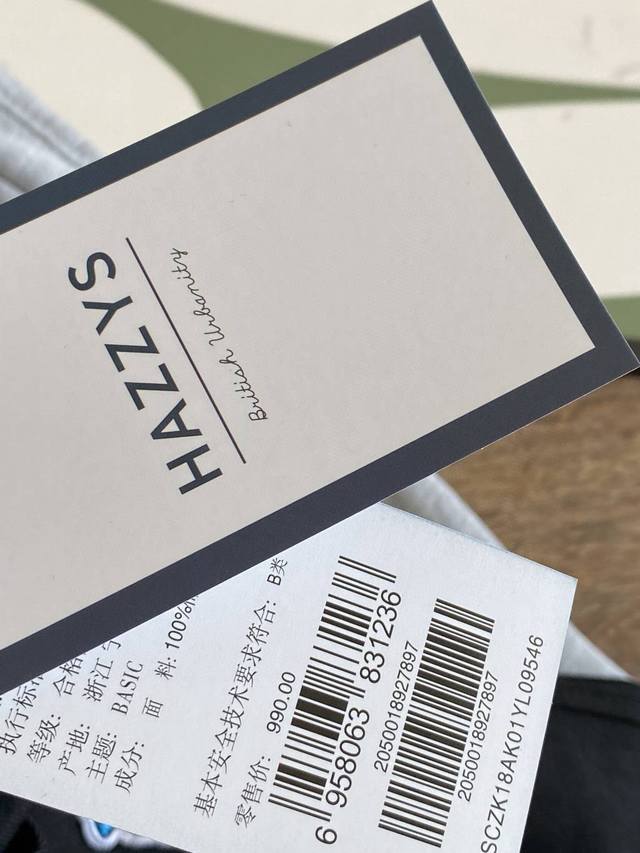 HAZZYS
British Urbanity
执行标
等级: 合格
产地: 浙江
主题: BASIC
成分: 面 料: 100%
基本安全技术要求符合: B类
零售价: 990.00
6 958063 831236
2050018927897
2050018927897
SCZK18AK01YL09546